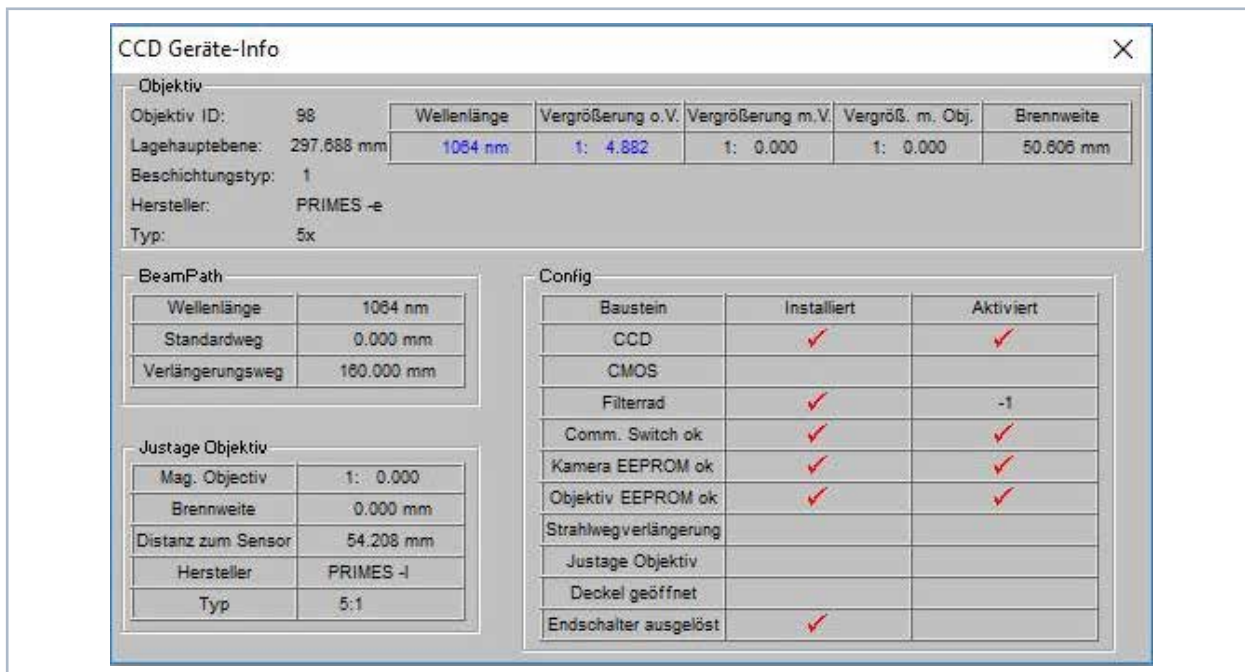 CCD Geräte-Info
Objektiv
Objektiv ID: 98
Lagehauptebene: 297.688 mm
Beschichtungstyp: 1
Hersteller: PRIMES -e
Typ: 5x
Wellenlänge Vergrößerung o.V. Vergrößerung m.V. Vergröß. m. Obj. Brennweite
1064 nm 1: 4.882 1: 0.000 1: 0.000 50.606 mm
BeamPath
Wellenlänge 1064 nm
Standardweg 0.000 mm
Verlängerungsweg 160.000 mm
Justage Objektiv
Mag. Objectiv 1: 0.000
Brennweite 0.000 mm
Distanz zum Sensor 54.208 mm
Hersteller PRIMES -l
Typ 5:1
Config
Baustein Installiert Aktiviert
CCD ✓ ✓
CMOS
Filterrad ✓ -1
Comm. Switch ok ✓ ✓
Kamera EEPROM ok ✓ ✓
Objektiv EEPROM ok ✓ ✓
Strahlwegverlängerung
Justage Objektiv
Deckel geöffnet
Endschalter ausgelöst ✓